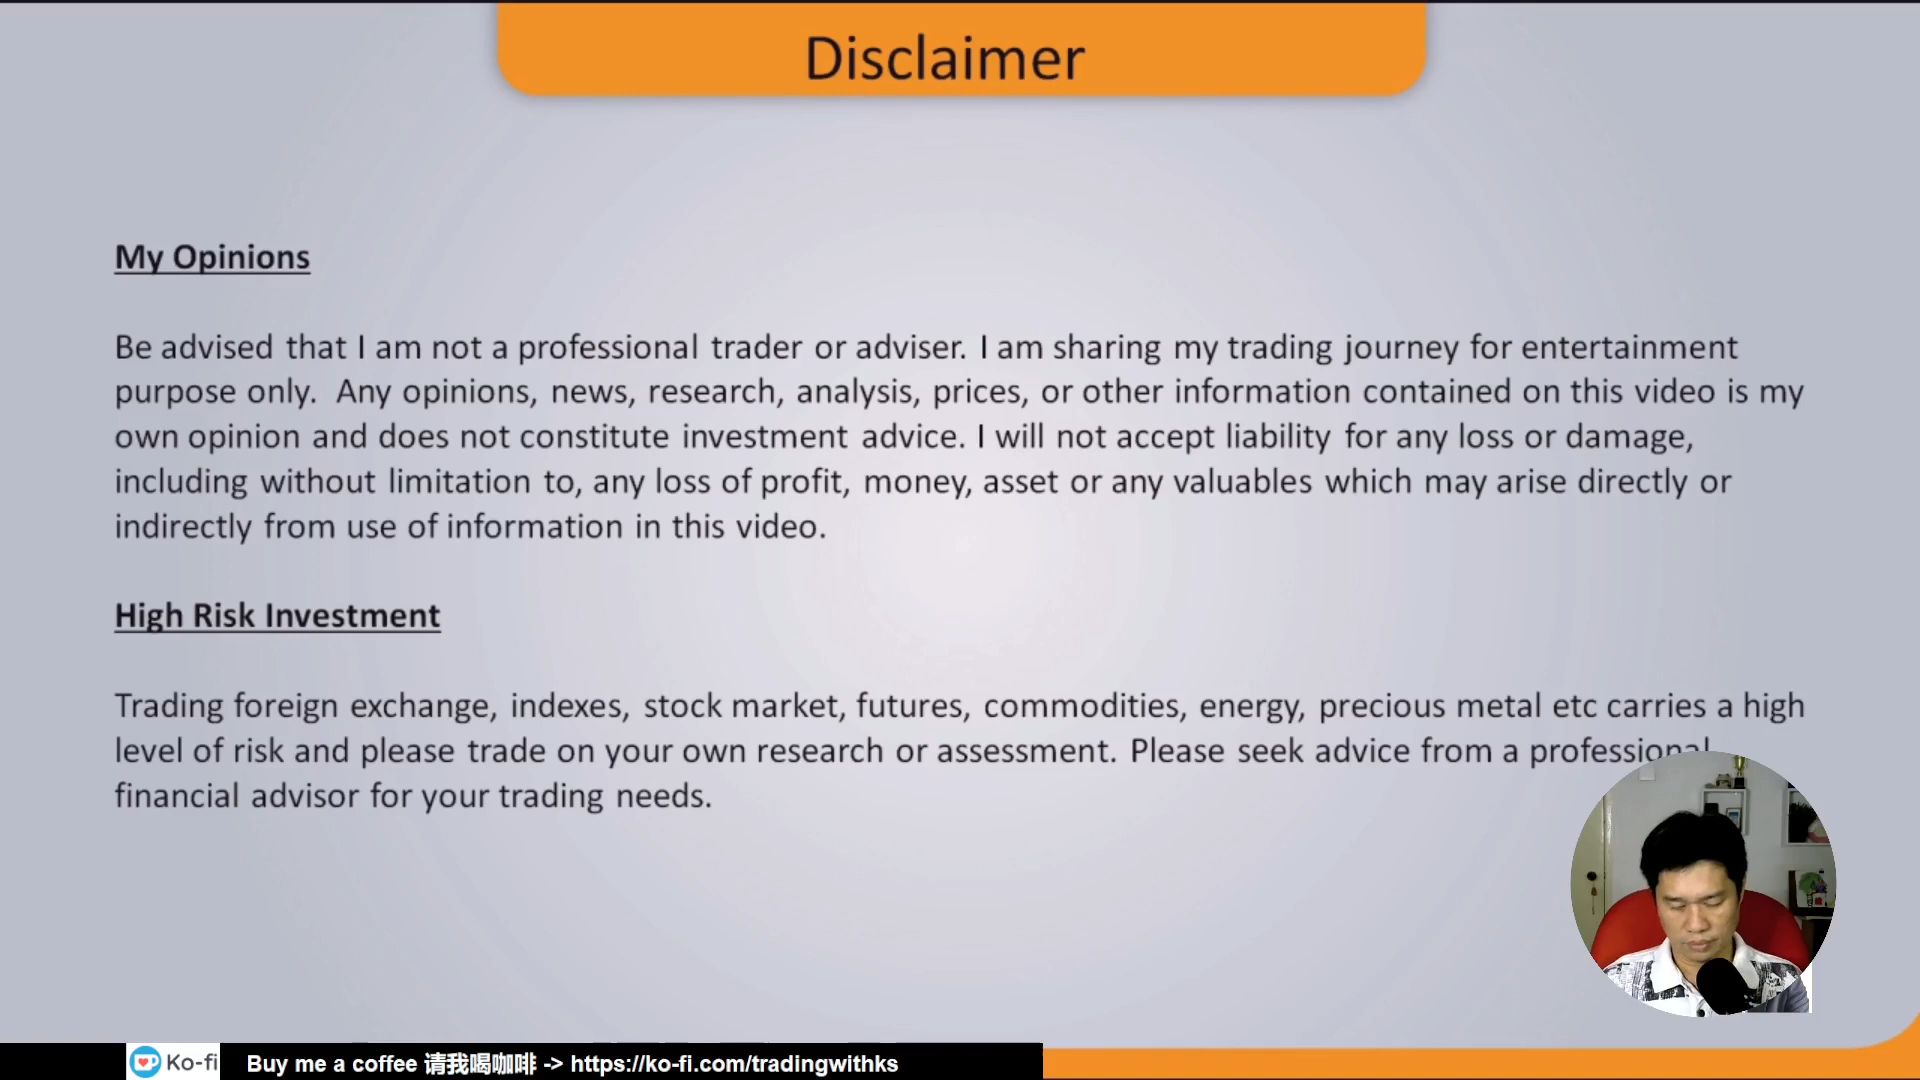 Disclaimer
My Opinions
Be advised that I am not a professional trader or adviser. I am sharing my trading journey for entertainment
purpose only. Any opinions, news, research, analysis, prices, or other information contained on this video is my
own opinion and does not constitute investment advice. I will not accept liability for any loss or damage,
including without limitation to, any loss of profit, money, asset or any valuables which may arise directly or
indirectly from use of information in this video.
High Risk Investment
Trading foreign exchange, indexes, stock market, futures, commodities, energy, precious metal etc carries a high
level of risk and please trade on your own research or assessment. Please seek advice from a professional
financial advisor for your trading needs.
Ko-fi Buy me a coffee 请我喝咖啡 -> https://ko-fi.com/tradingwithks